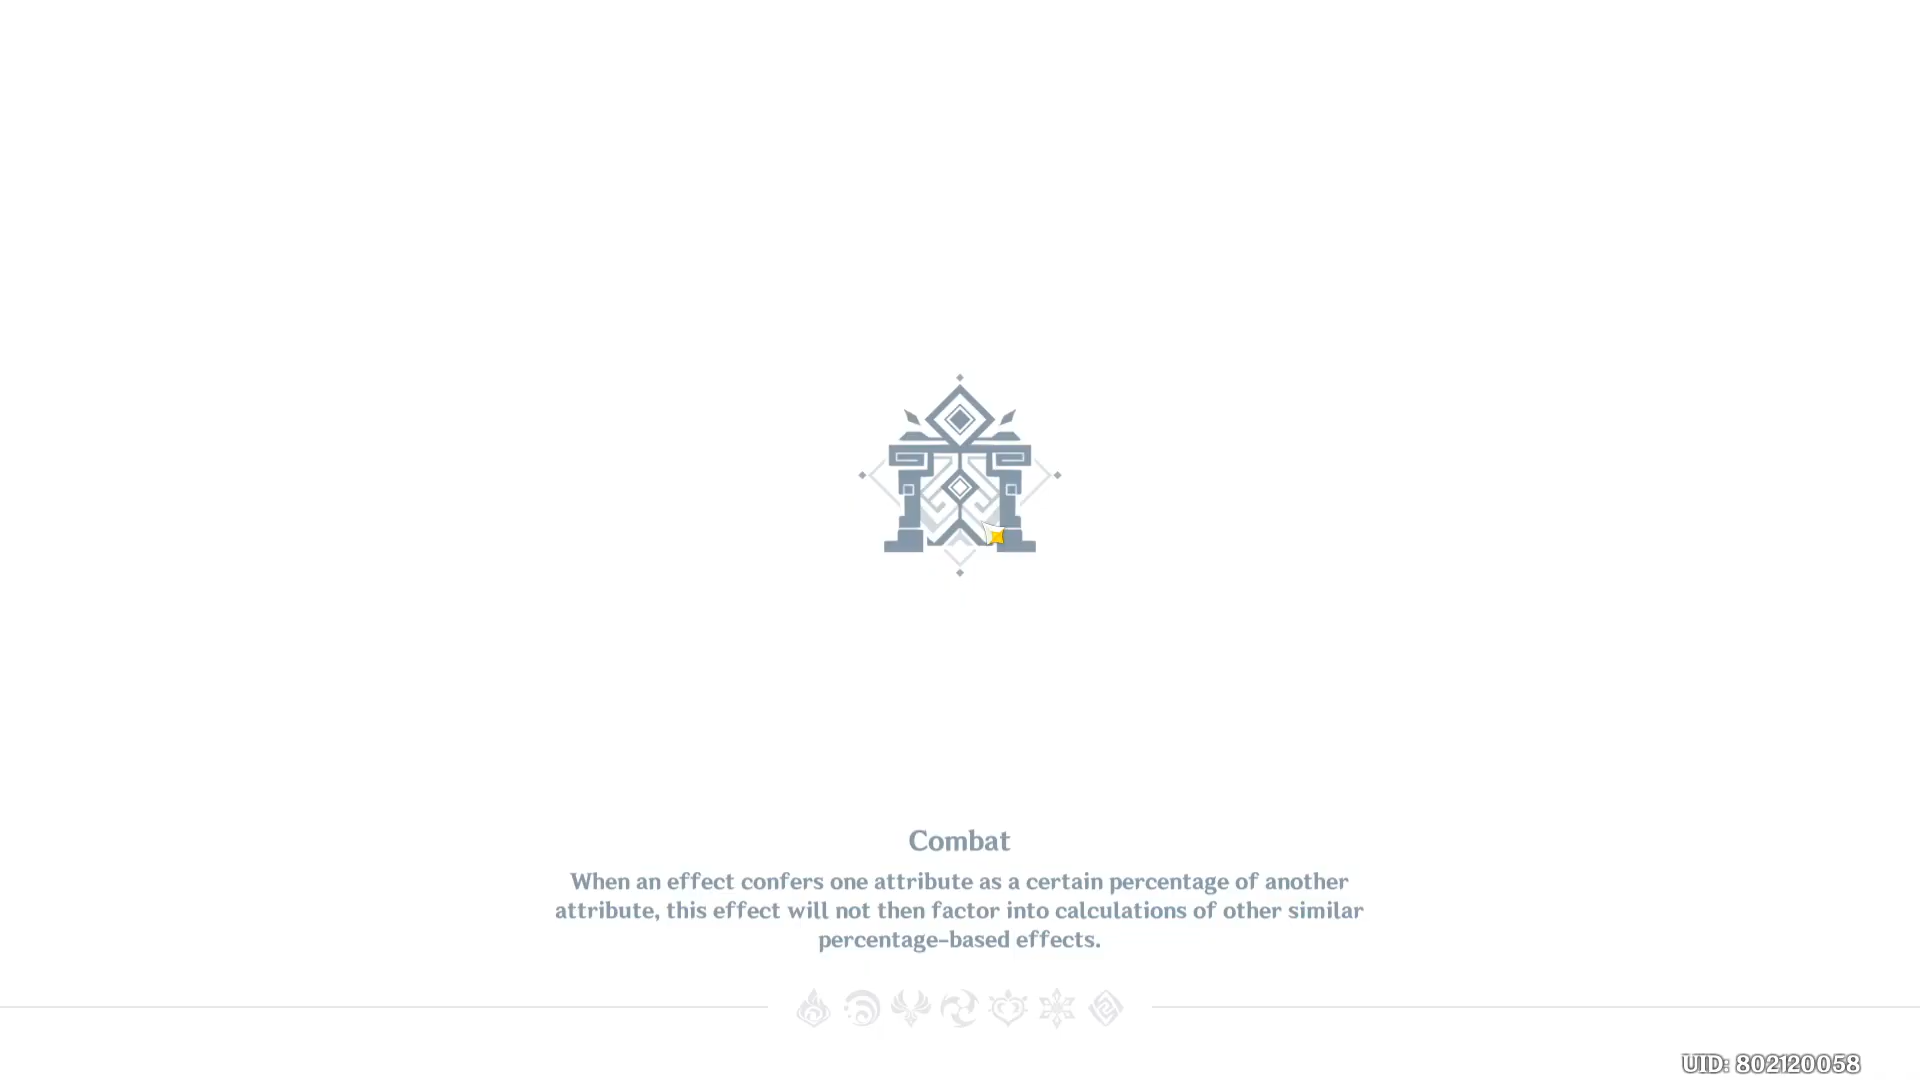 Combat
When an effect confers one attribute as a certain percentage of another
attribute, this effect will not then factor into calculations of other similar
percentage-based effects.
UID: 802120058